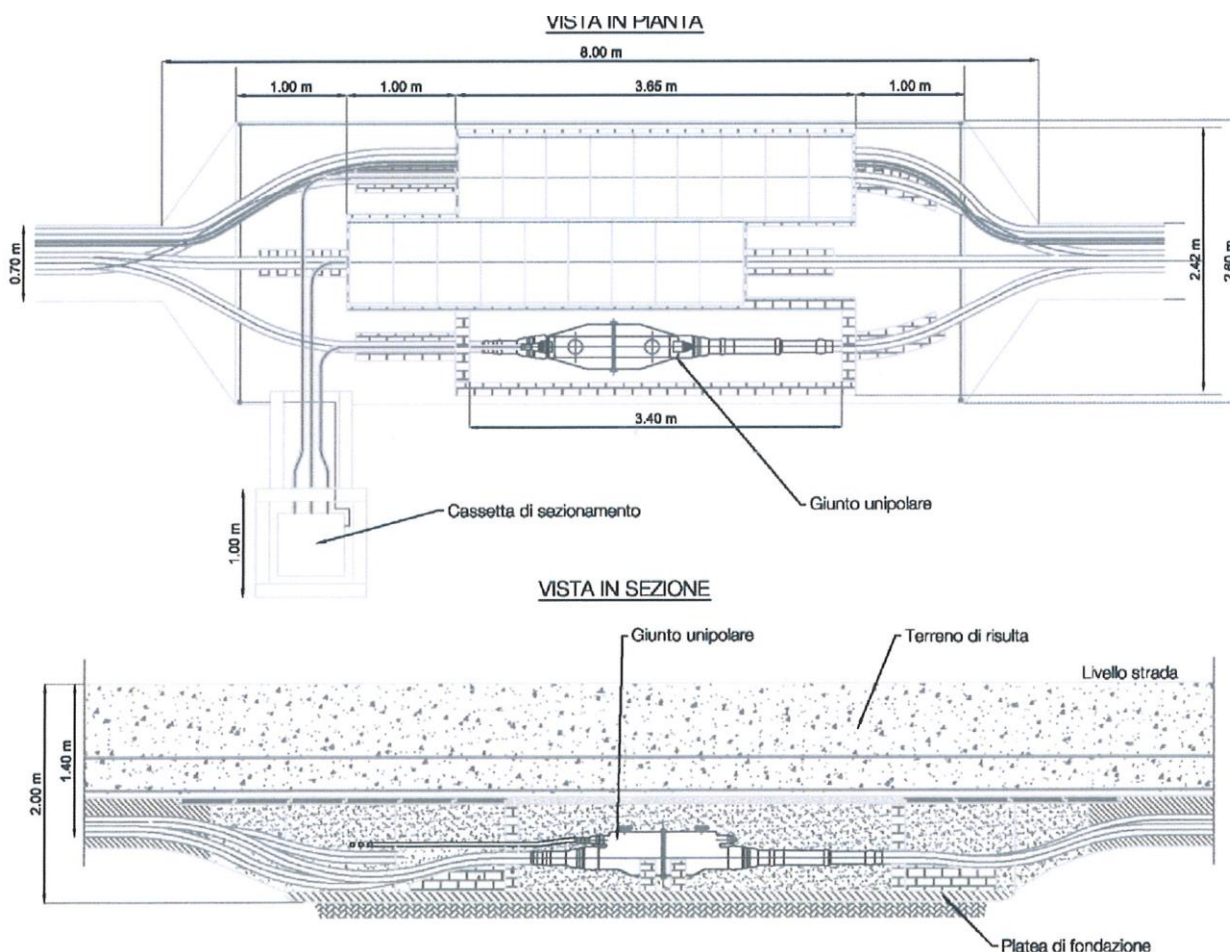 VISTA IN PIANTA
8.00 m
1.00 m 1.00 m 3.65 m 1.00 m
0.70 m
2.42 m
3.40 m
Giunto unipolare
Cassetta di sezionamento
1.00 m
VISTA IN SEZIONE
Giunto unipolare
Terreno di risulta
Livello strada
1.40 m
2.00 m
Platea di fondazione